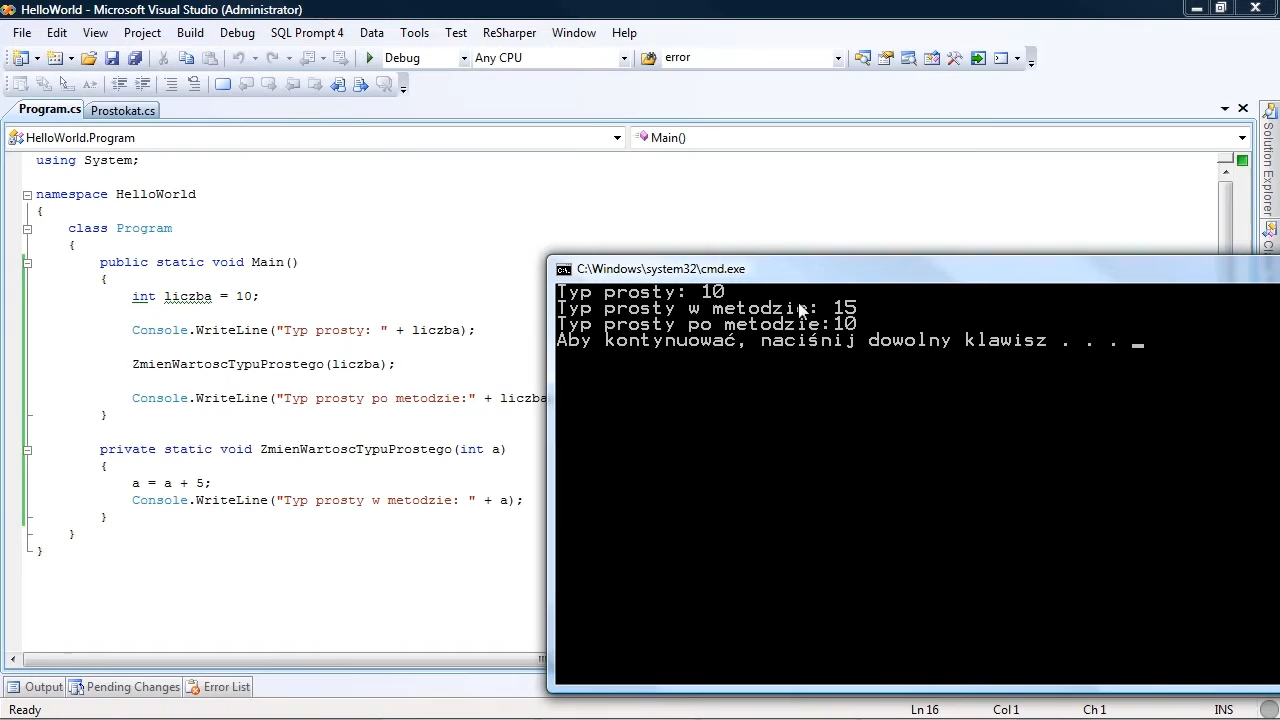 HelloWorld - Microsoft Visual Studio (Administrator)
File Edit View Project Build Debug SQL Prompt 4 Data Tools Test ReSharper Window Help
Debug Any CPU error
Program.cs Prostokat.cs
HelloWorld.Program Main()
using System;
namespace HelloWorld
{
class Program
{
public static void Main()
{
int liczba = 10;
Console.WriteLine("Typ prosty: " + liczba);
ZmienWartoscTypuProstego(liczba);
Console.WriteLine("Typ prosty po metodzie:" + liczba
}
private static void ZmienWartoscTypuProstego(int a)
{
a = a + 5;
Console.WriteLine("Typ prosty w metodzie: " + a);
}
}
}
C:\Windows\system32\cmd.exe
Typ prosty: 10
Typ prosty w metodzie: 15
Typ prosty po metodzie:10
Aby kontynuować, naciśnij dowolny klawisz . . . _
Solution Explorer
Output Pending Changes Error List
Ready Ln 16 Col 1 Ch 1 INS